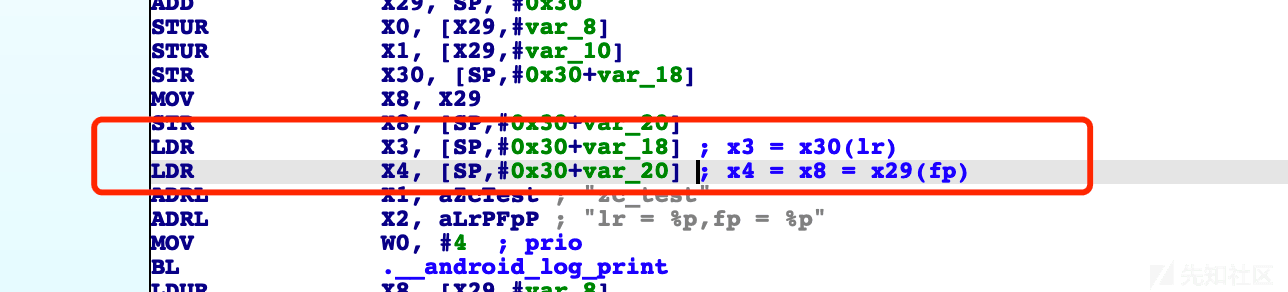 ADD X29, SP, #0x30
STUR X0, [X29,#var_8]
STUR X1, [X29,#var_10]
STR X30, [SP,#0x30+var_18]
MOV X8, X29
STR X8, [SP,#0x30+var_20]
LDR X3, [SP,#0x30+var_18] ; x3 = x30(lr)
LDR X4, [SP,#0x30+var_20] ; x4 = x8 = x29(fp)
ADRL X1, aZcTest ; "zc_test"
ADRL X2, aLrPFpP ; "lr = %p,fp = %p"
MOV W0, #4 ; prio
BL .__android_log_print
LDUR X8, [X29,#var_8]
先知社区